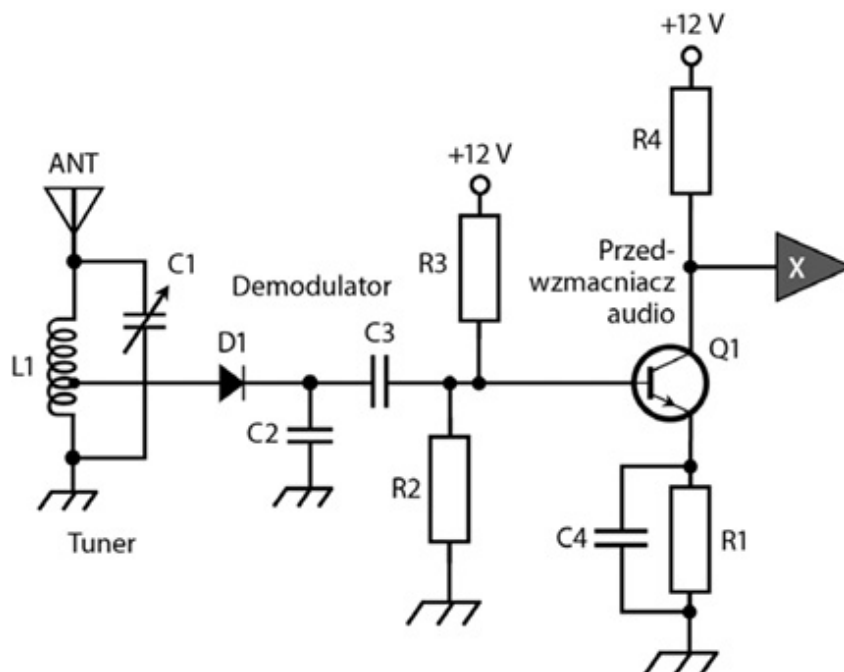 +12 V
R4
ANT
+12 V
C1
R3
Przed-
wzmacniacz
audio
X
Demodulator
L1
D1
C3
Q1
C2
R2
Tuner
C4
R1